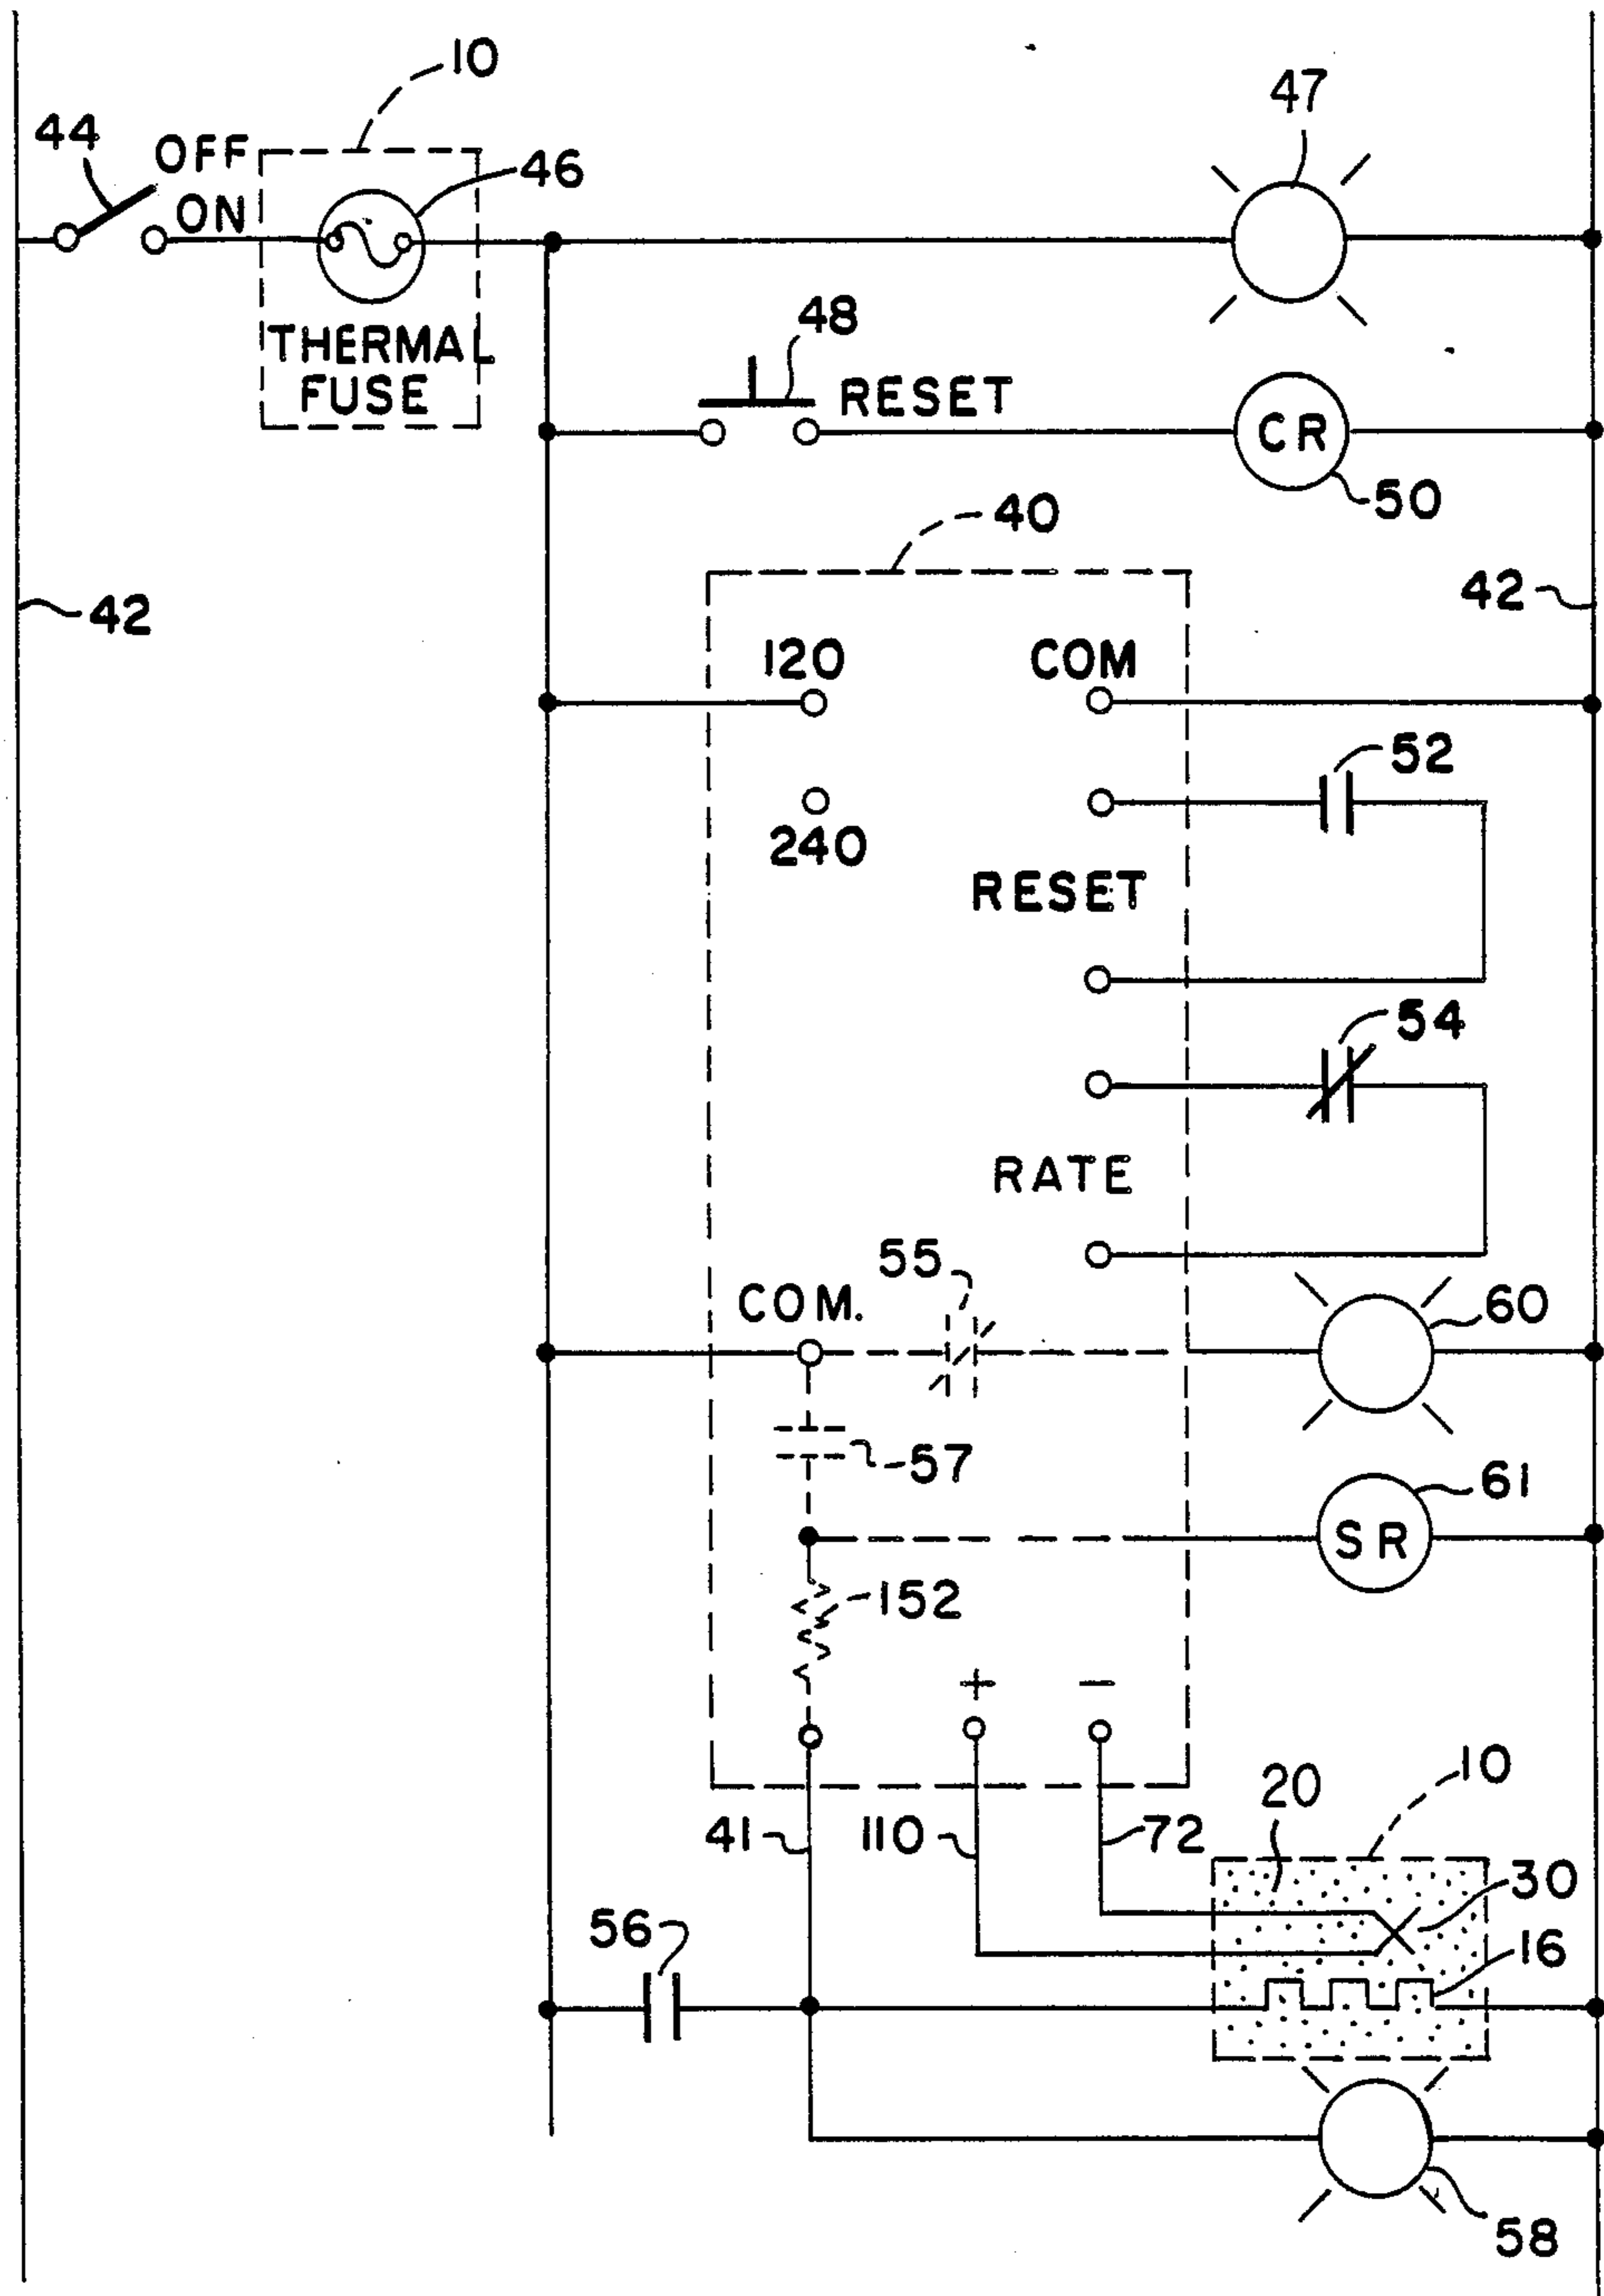 10
47
44
OFF
46
ON
THERMAL
FUSE
48
RESET
CR
50
40
42
42
120
COM
52
240
RESET
54
RATE
55
COM.
60
57
61
SR
152
+
−
10
20
41
110
72
30
56
16
58